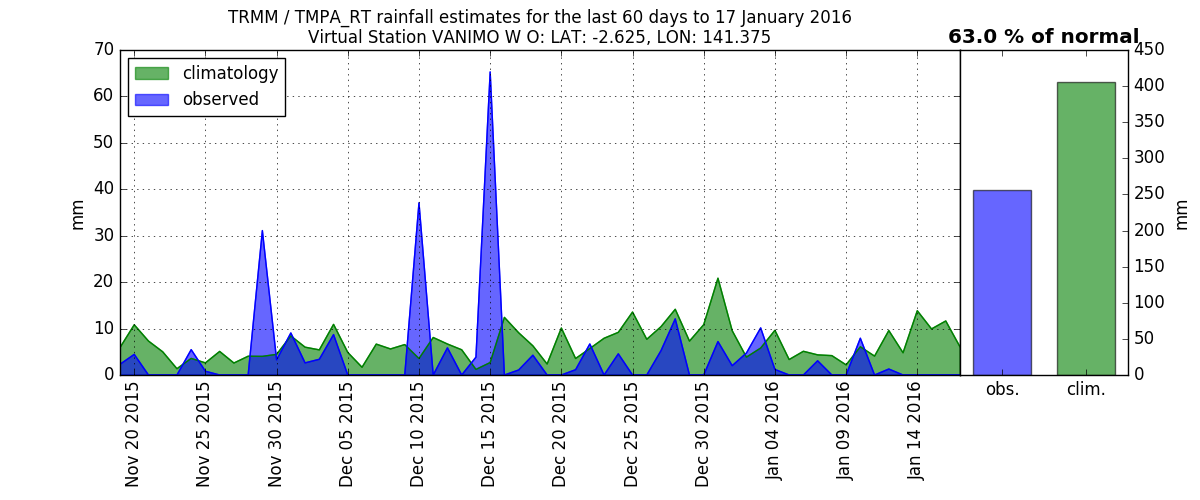 TRMM / TMPA_RT rainfall estimates for the last 60 days to 17 January 2016
Virtual Station VANIMO W O: LAT: -2.625, LON: 141.375
63.0 % of normal
climatology
observed
mm
70
60
50
40
30
20
10
0
Nov 20 2015
Nov 25 2015
Nov 30 2015
Dec 05 2015
Dec 10 2015
Dec 15 2015
Dec 20 2015
Dec 25 2015
Dec 30 2015
Jan 04 2016
Jan 09 2016
Jan 14 2016
obs.
clim.
450
400
350
300
250
200
150
100
50
0
mm